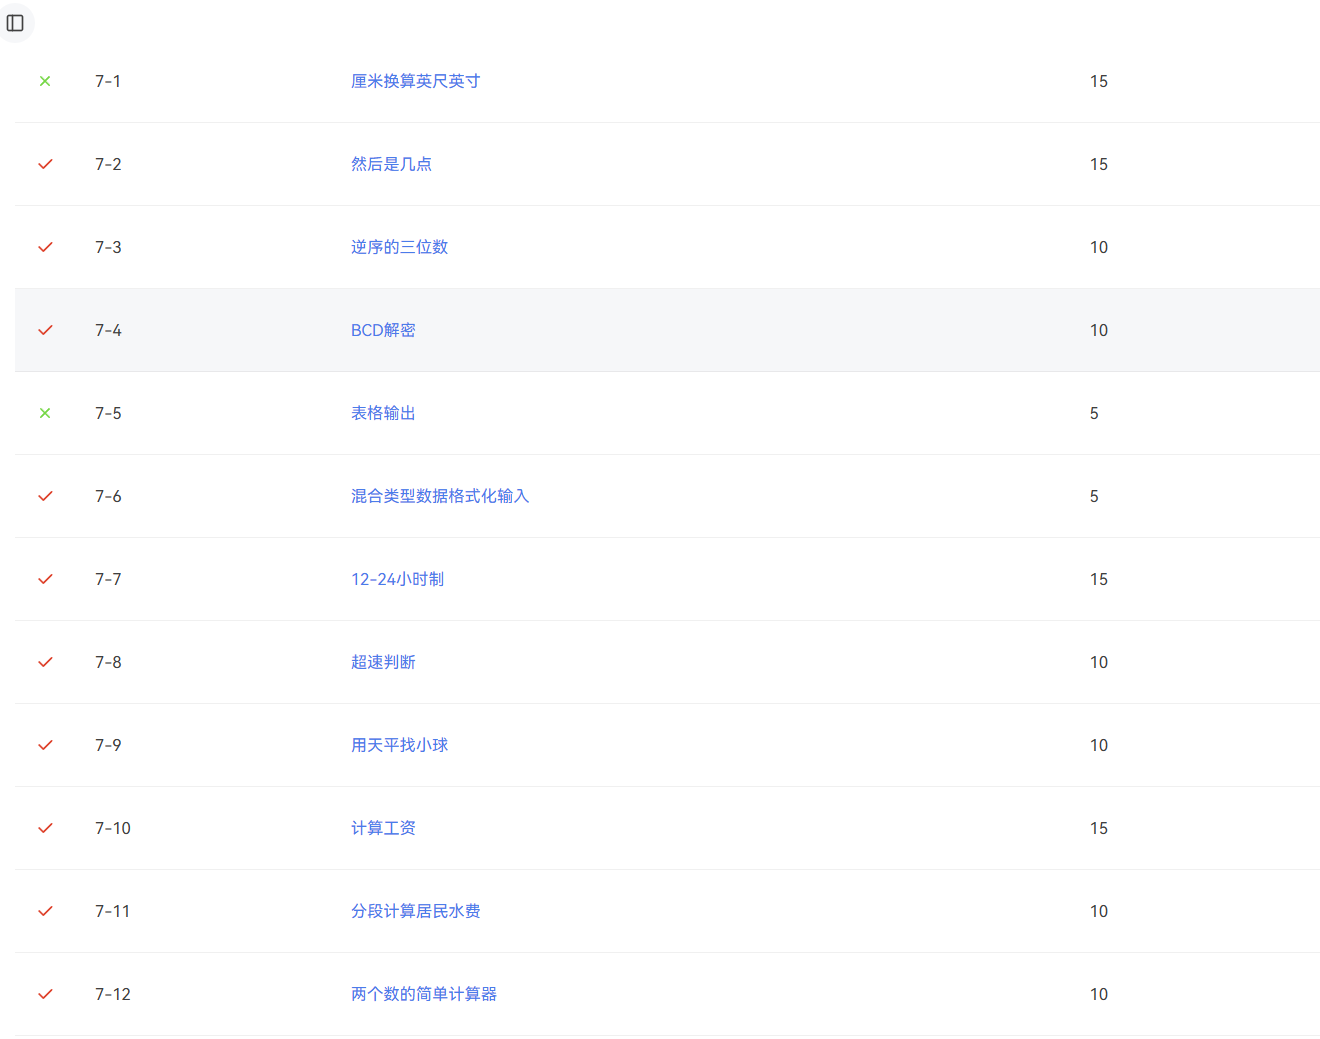 7-1 厘米换算英尺英寸 15
7-2 然后是几点 15
7-3 逆序的三位数 10
7-4 BCD解密 10
7-5 表格输出 5
7-6 混合类型数据格式化输入 5
7-7 12-24小时制 15
7-8 超速判断 10
7-9 用天平找小球 10
7-10 计算工资 15
7-11 分段计算居民水费 10
7-12 两个数的简单计算器 10